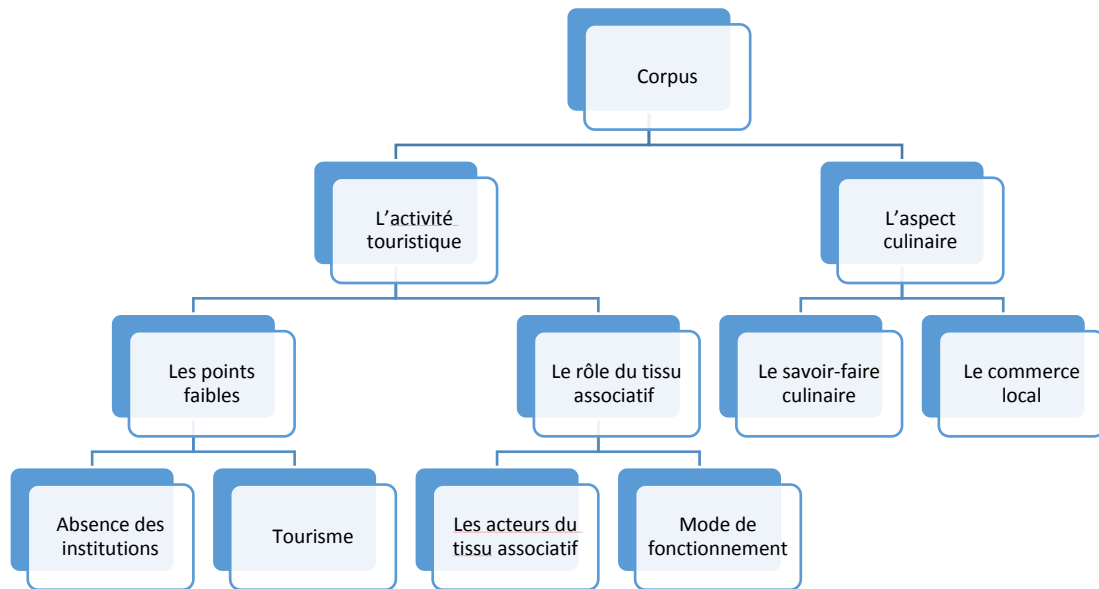 Corpus
L’activité
touristique
L’aspect
culinaire
Les points
faibles
Le rôle du tissu
associatif
Le savoir-faire
culinaire
Le commerce
local
Absence des
institutions
Tourisme
Les acteurs du
tissu associatif
Mode de
fonctionnement